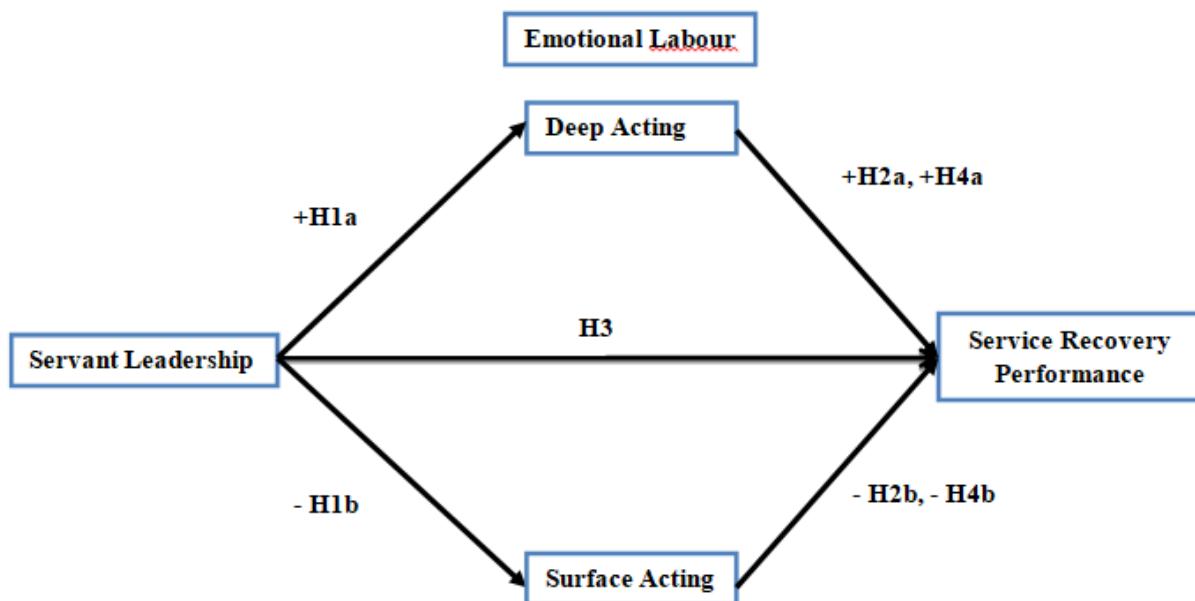 Emotional Labour
Deep Acting
+H2a, +H4a
+H1a
H3
Servant Leadership
Service Recovery
Performance
- H1b
- H2b, - H4b
Surface Acting